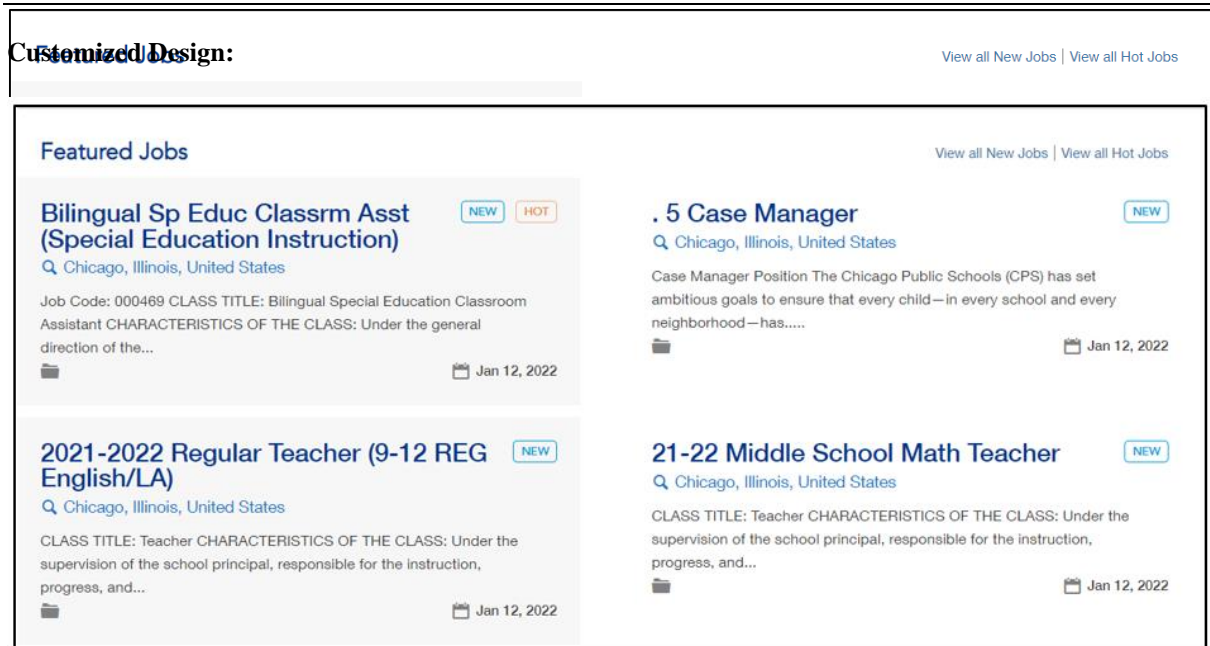 Customized Design:
Featured Jobs
View all New Jobs | View all Hot Jobs
Featured Jobs
View all New Jobs | View all Hot Jobs
Bilingual Sp Educ Classrm Asst
(Special Education Instruction)
NEW
HOT
Chicago, Illinois, United States
Job Code: 000469 CLASS TITLE: Bilingual Special Education Classroom
Assistant CHARACTERISTICS OF THE CLASS: Under the general
direction of the...
Jan 12, 2022
. 5 Case Manager
NEW
Chicago, Illinois, United States
Case Manager Position The Chicago Public Schools (CPS) has set
ambitious goals to ensure that every child—in every school and every
neighborhood—has.....
Jan 12, 2022
2021-2022 Regular Teacher (9-12 REG
English/LA)
NEW
Chicago, Illinois, United States
CLASS TITLE: Teacher CHARACTERISTICS OF THE CLASS: Under the
supervision of the school principal, responsible for the instruction,
progress, and...
Jan 12, 2022
21-22 Middle School Math Teacher
NEW
Chicago, Illinois, United States
CLASS TITLE: Teacher CHARACTERISTICS OF THE CLASS: Under the
supervision of the school principal, responsible for the instruction,
progress, and...
Jan 12, 2022